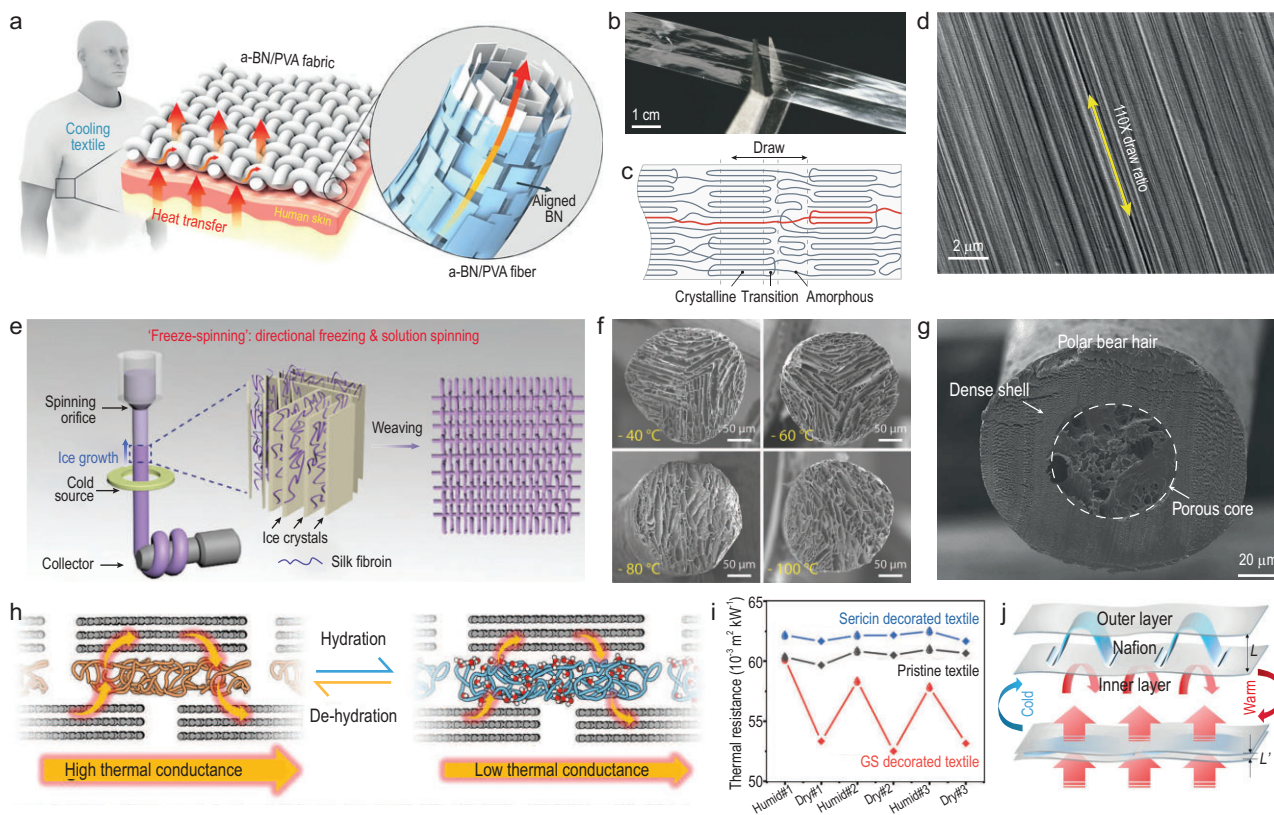 a
a-BN/PVA fabric
Cooling
textile
Heat transfer
Human skin
Aligned
BN
a-BN/PVA fiber
b
1 cm
c
Draw
Crystalline Transition Amorphous
d
110X draw ratio
2 μm
e
'Freeze-spinning': directional freezing & solution spinning
Spinning
orifice
Ice growth
Cold
source
Collector
Ice crystals
Silk fibroin
Weaving
f
- 40 °C
50 μm
- 60 °C
50 μm
- 80 °C
50 μm
- 100 °C
50 μm
g
Polar bear hair
Dense shell
Porous core
20 μm
h
Hydration
De-hydration
High thermal conductance
Low thermal conductance
i
Thermal resistance (10⁻³ m² kW⁻¹)
65
62.5
60
55
50
Sericin decorated textile
Pristine textile
GS decorated textile
Humid#1
Dry#1
Humid#2
Dry#2
Humid#3
Dry#3
j
Outer layer
Nafion
L
Inner layer
Cold
Warm
L'